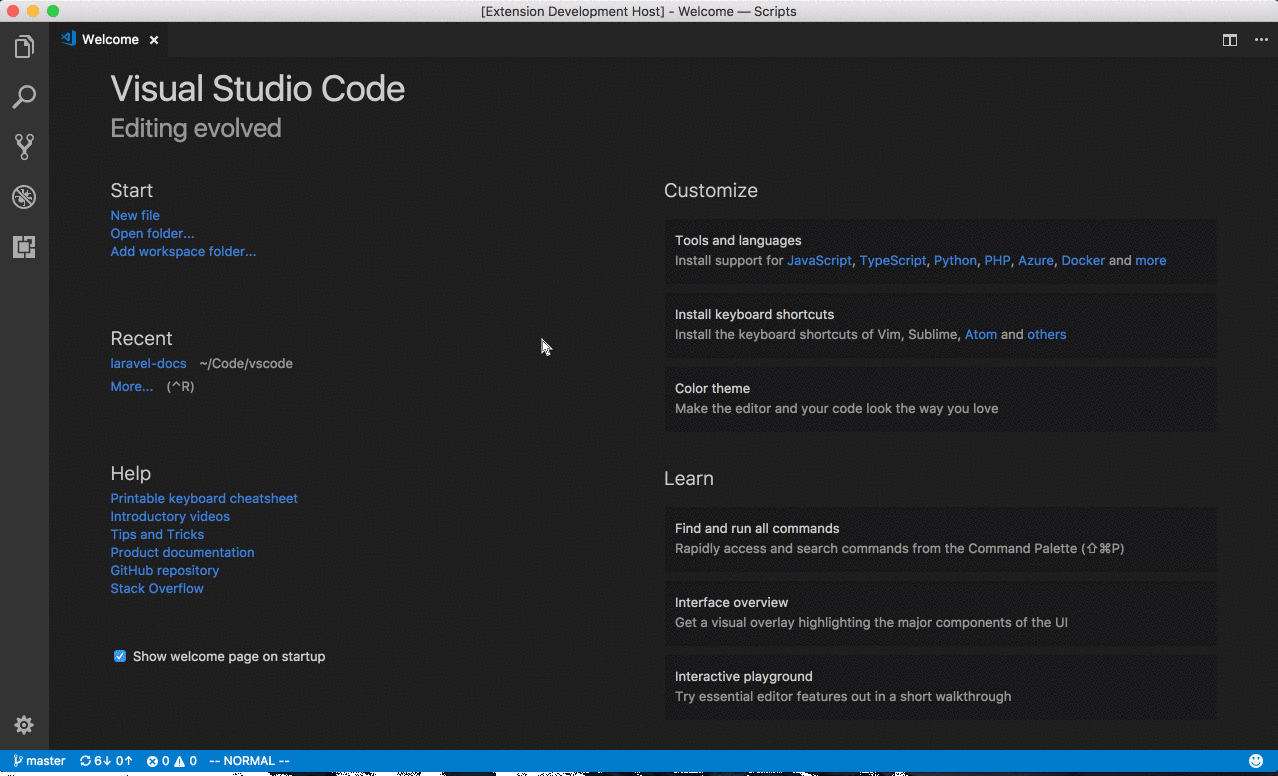 [Extension Development Host] - Welcome — Scripts
Welcome
Visual Studio Code
Editing evolved
Start
New file
Open folder...
Add workspace folder...
Recent
laravel-docs ~/Code/vscode
More... (^R)
Help
Printable keyboard cheatsheet
Introductory videos
Tips and Tricks
Product documentation
GitHub repository
Stack Overflow
Show welcome page on startup
Customize
Tools and languages
Install support for JavaScript, TypeScript, Python, PHP, Azure, Docker and more
Install keyboard shortcuts
Install the keyboard shortcuts of Vim, Sublime, Atom and others
Color theme
Make the editor and your code look the way you love
Learn
Find and run all commands
Rapidly access and search commands from the Command Palette (⇧⌘P)
Interface overview
Get a visual overlay highlighting the major components of the UI
Interactive playground
Try essential editor features out in a short walkthrough
master 6↓ 0↑ 0 0 -- NORMAL --